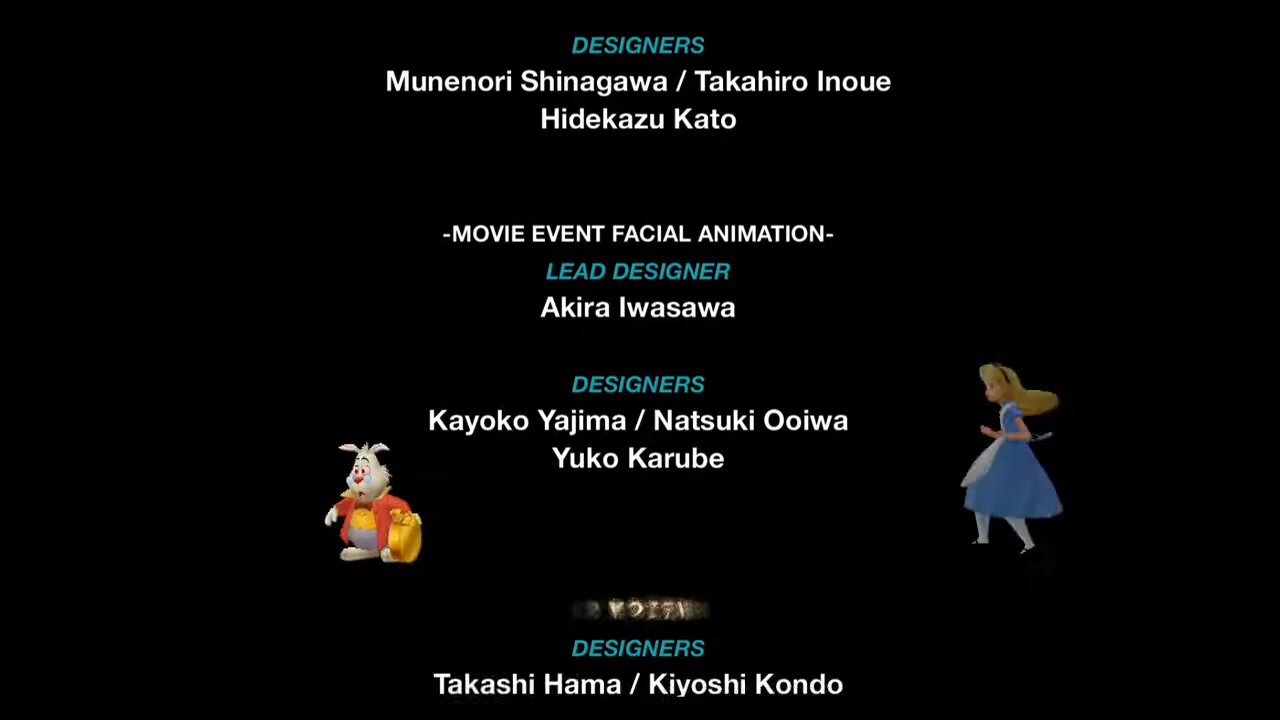 DESIGNERS
Munenori Shinagawa / Takahiro Inoue
Hidekazu Kato
-MOVIE EVENT FACIAL ANIMATION-
LEAD DESIGNER
Akira Iwasawa
DESIGNERS
Kayoko Yajima / Natsuki Ooiwa
Yuko Karube
DESIGNERS
Takashi Hama / Kiyoshi Kondo